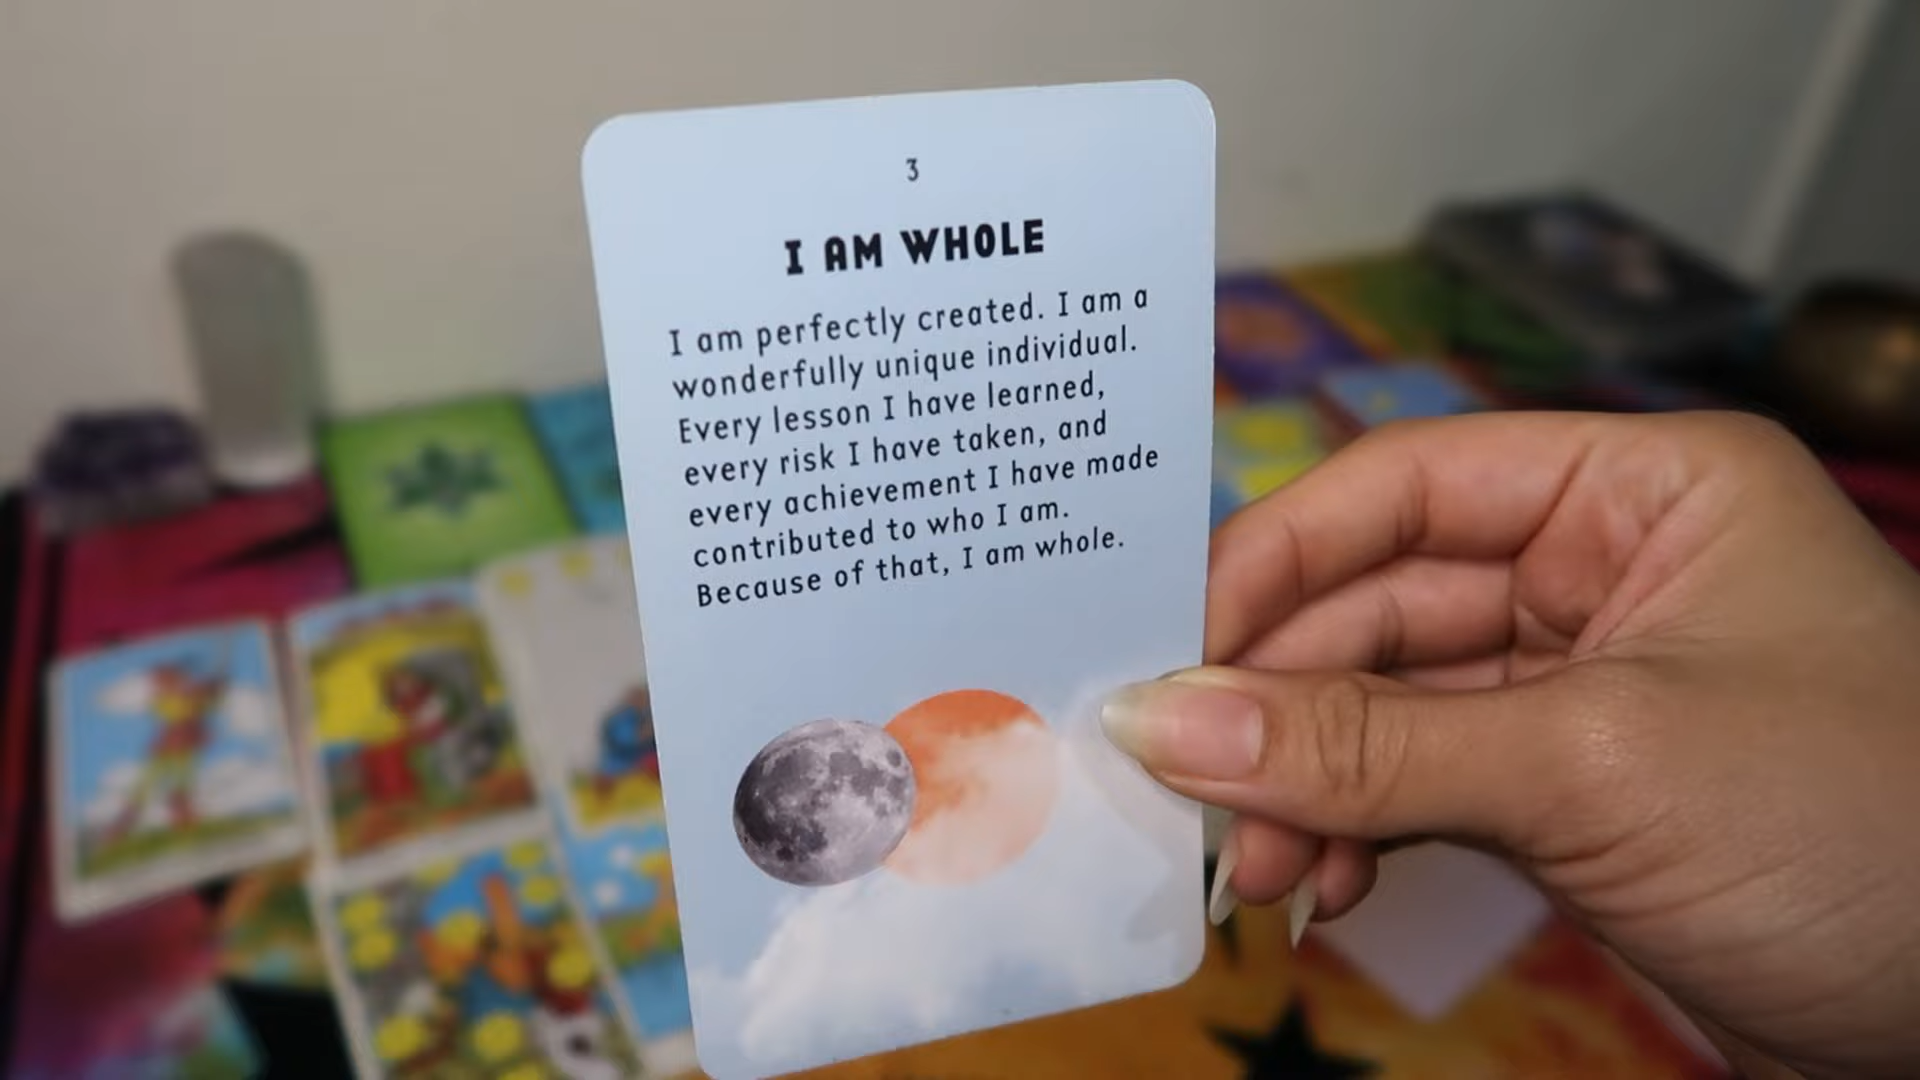 3
I AM WHOLE
I am perfectly created. I am a
wonderfully unique individual.
Every lesson I have learned,
every risk I have taken, and
every achievement I have made
contributed to who I am.
Because of that, I am whole.